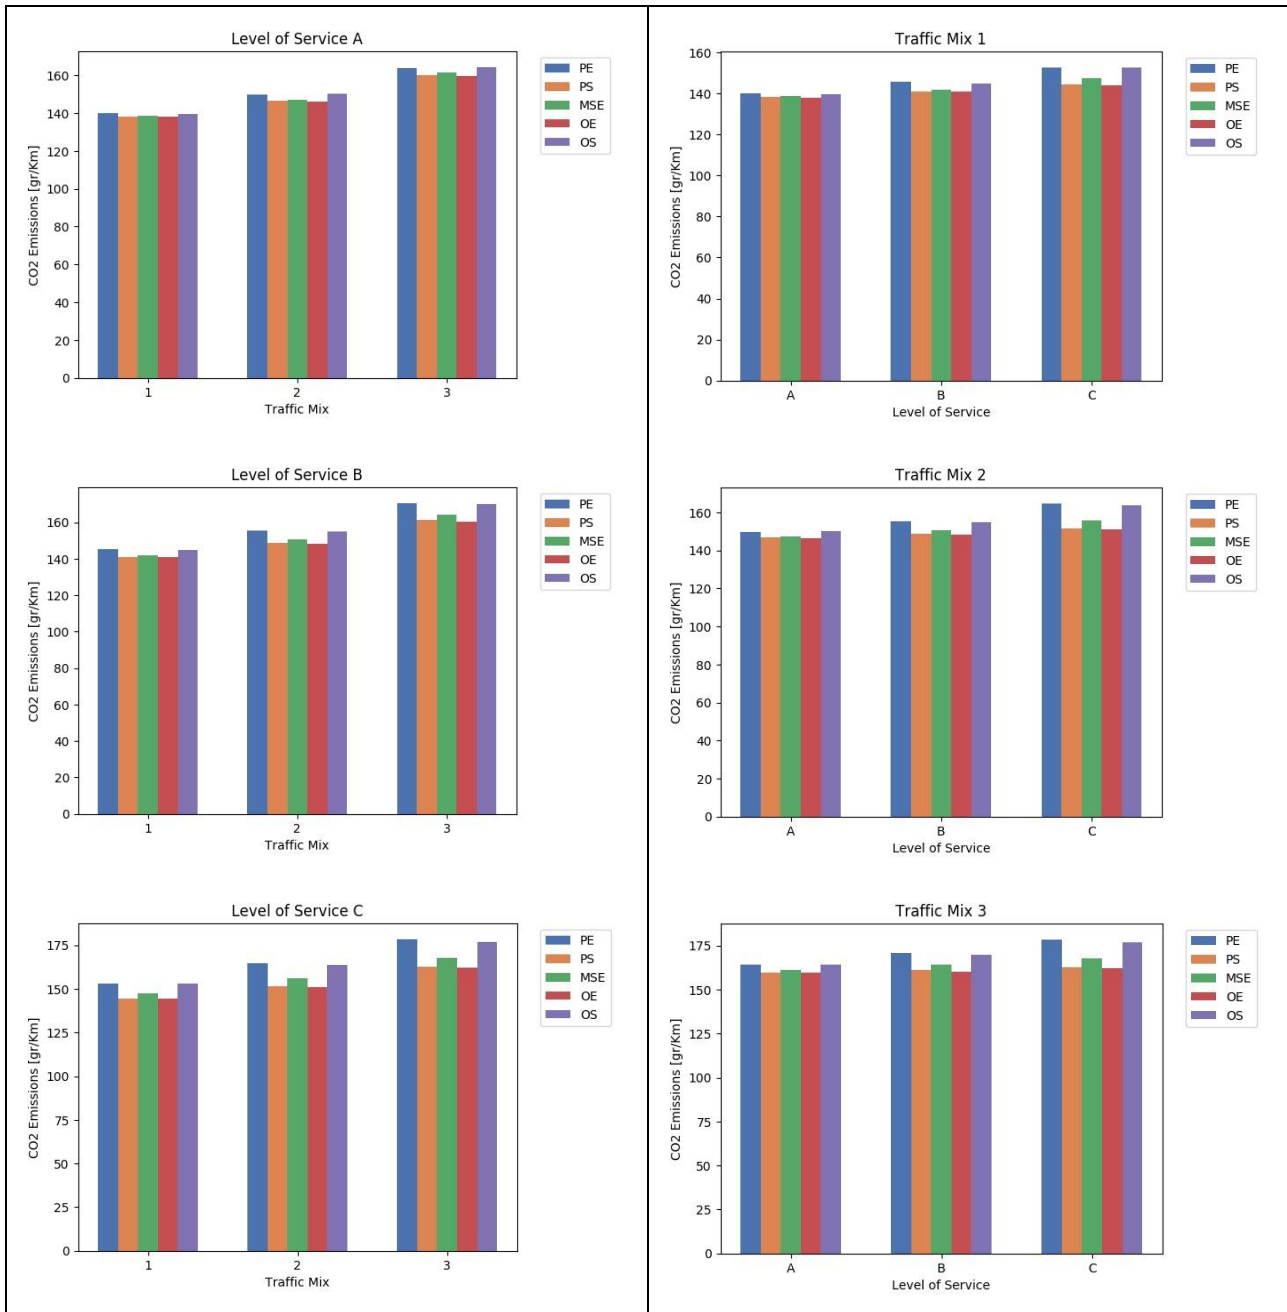 Level of Service A
CO2 Emissions [gr/Km]
160
140
120
100
80
60
40
20
0
1
2
3
Traffic Mix
PE
PS
MSE
OE
OS
Traffic Mix 1
CO2 Emissions [gr/Km]
160
140
120
100
80
60
40
20
0
A
B
C
Level of Service
PE
PS
MSE
OE
OS
Level of Service B
CO2 Emissions [gr/Km]
160
140
120
100
80
60
40
20
0
1
2
3
Traffic Mix
PE
PS
MSE
OE
OS
Traffic Mix 2
CO2 Emissions [gr/Km]
160
140
120
100
80
60
40
20
0
A
B
C
Level of Service
PE
PS
MSE
OE
OS
Level of Service C
CO2 Emissions [gr/Km]
175
150
125
100
75
50
25
0
1
2
3
Traffic Mix
PE
PS
MSE
OE
OS
Traffic Mix 3
CO2 Emissions [gr/Km]
175
150
125
100
75
50
25
0
A
B
C
Level of Service
PE
PS
MSE
OE
OS